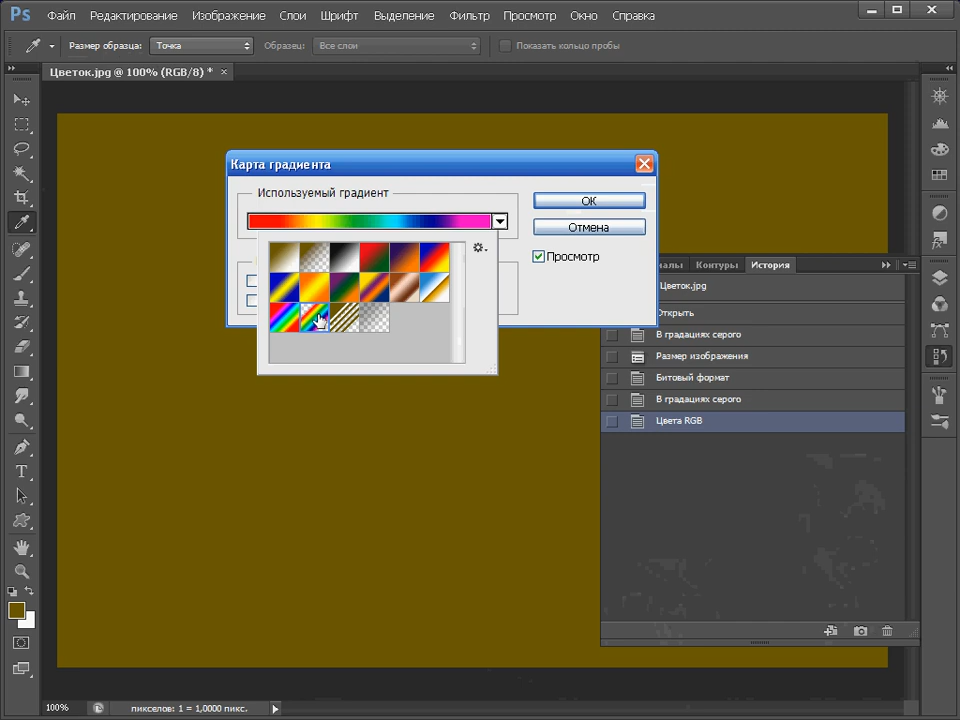 Ps Файл Редактирование Изображение Слои Шрифт Выделение Фильтр Просмотр Окно Справка
Размер образца: Точка Образец: Все слои Показать кольцо пробы
Цветок.jpg @ 100% (RGB/8) * ×
Карта градиента
Используемый градиент
ОК
Отмена
Просмотр
Контуры История
Цветок.jpg
Открыть
В градациях серого
Размер изображения
Битовый формат
В градациях серого
Цвета RGB
100% пикселов: 1 = 1,0000 пикс.